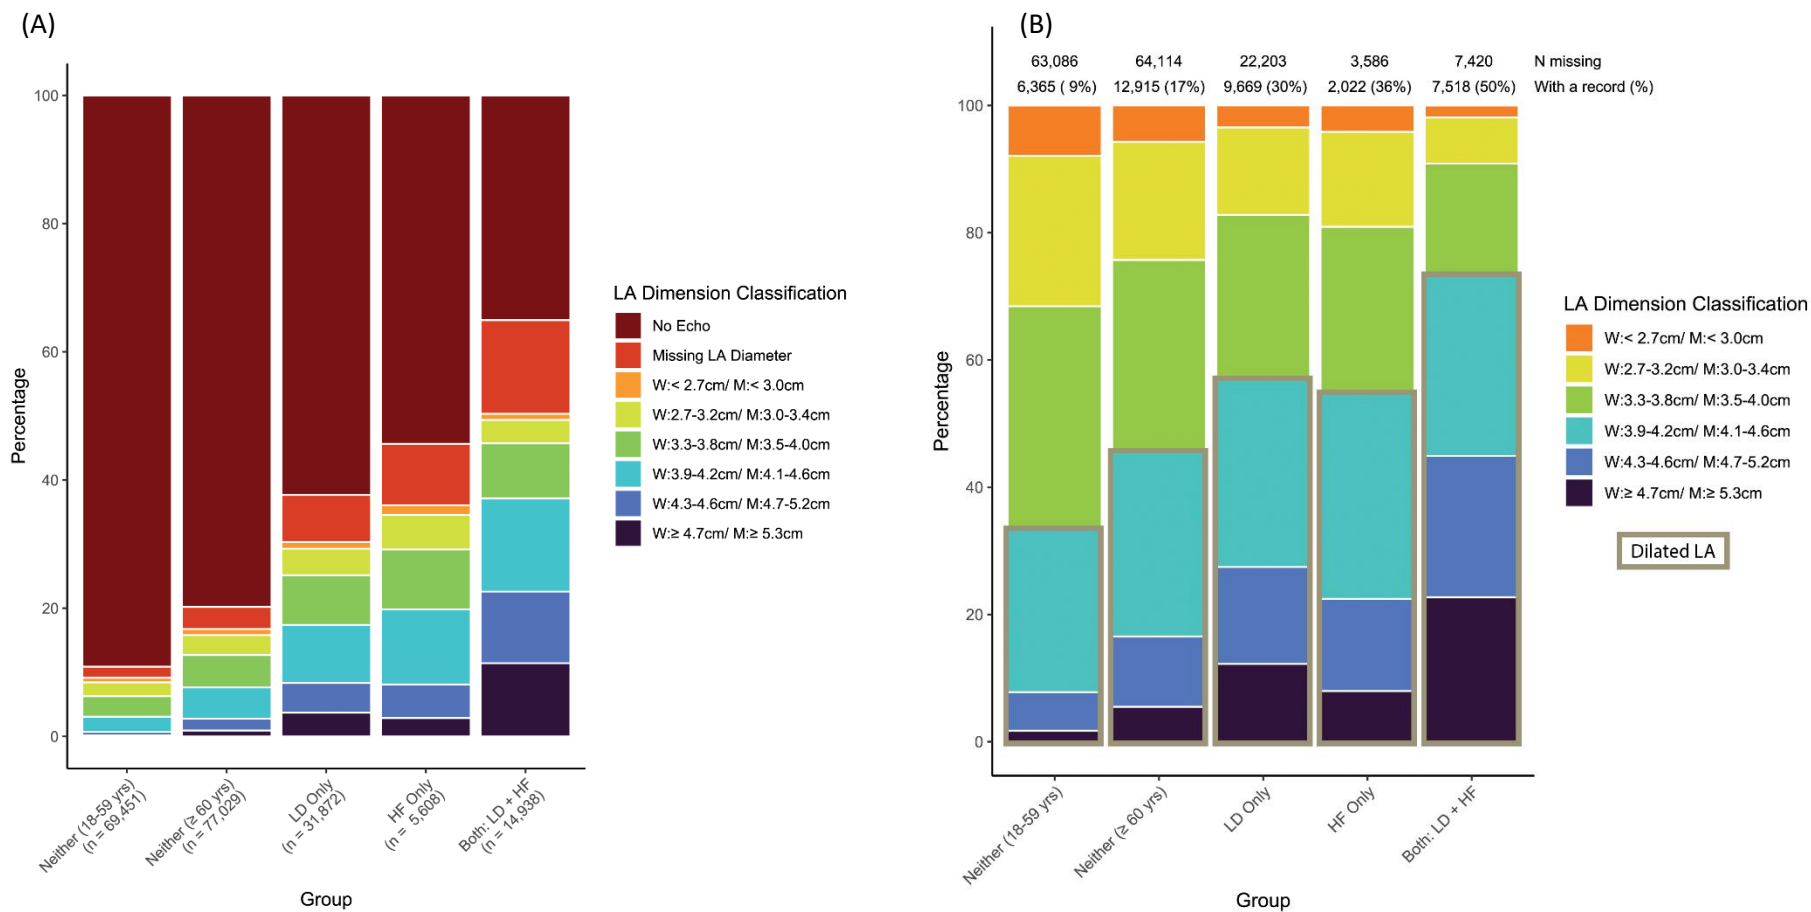 (A)
100
80
60
40
20
0
Percentage
Neither (18-59 yrs)
(n = 69,451)
Neither (≥ 60 yrs)
(n = 77,029)
LD Only
(n = 31,872)
HF Only
(n = 5,608)
Both: LD + HF
(n = 14,938)
Group
LA Dimension Classification
No Echo
Missing LA Diameter
W:< 2.7cm/ M:< 3.0cm
W:2.7-3.2cm/ M:3.0-3.4cm
W:3.3-3.8cm/ M:3.5-4.0cm
W:3.9-4.2cm/ M:4.1-4.6cm
W:4.3-4.6cm/ M:4.7-5.2cm
W:≥ 4.7cm/ M:≥ 5.3cm
(B)
63,086 64,114 22,203 3,586 7,420 N missing
6,365 ( 9%) 12,915 (17%) 9,669 (30%) 2,022 (36%) 7,518 (50%) With a record (%)
100
80
60
40
20
0
Percentage
Neither (18-59 yrs)
Neither (≥ 60 yrs)
LD Only
HF Only
Both: LD + HF
Group
LA Dimension Classification
W:< 2.7cm/ M:< 3.0cm
W:2.7-3.2cm/ M:3.0-3.4cm
W:3.3-3.8cm/ M:3.5-4.0cm
W:3.9-4.2cm/ M:4.1-4.6cm
W:4.3-4.6cm/ M:4.7-5.2cm
W:≥ 4.7cm/ M:≥ 5.3cm
Dilated LA